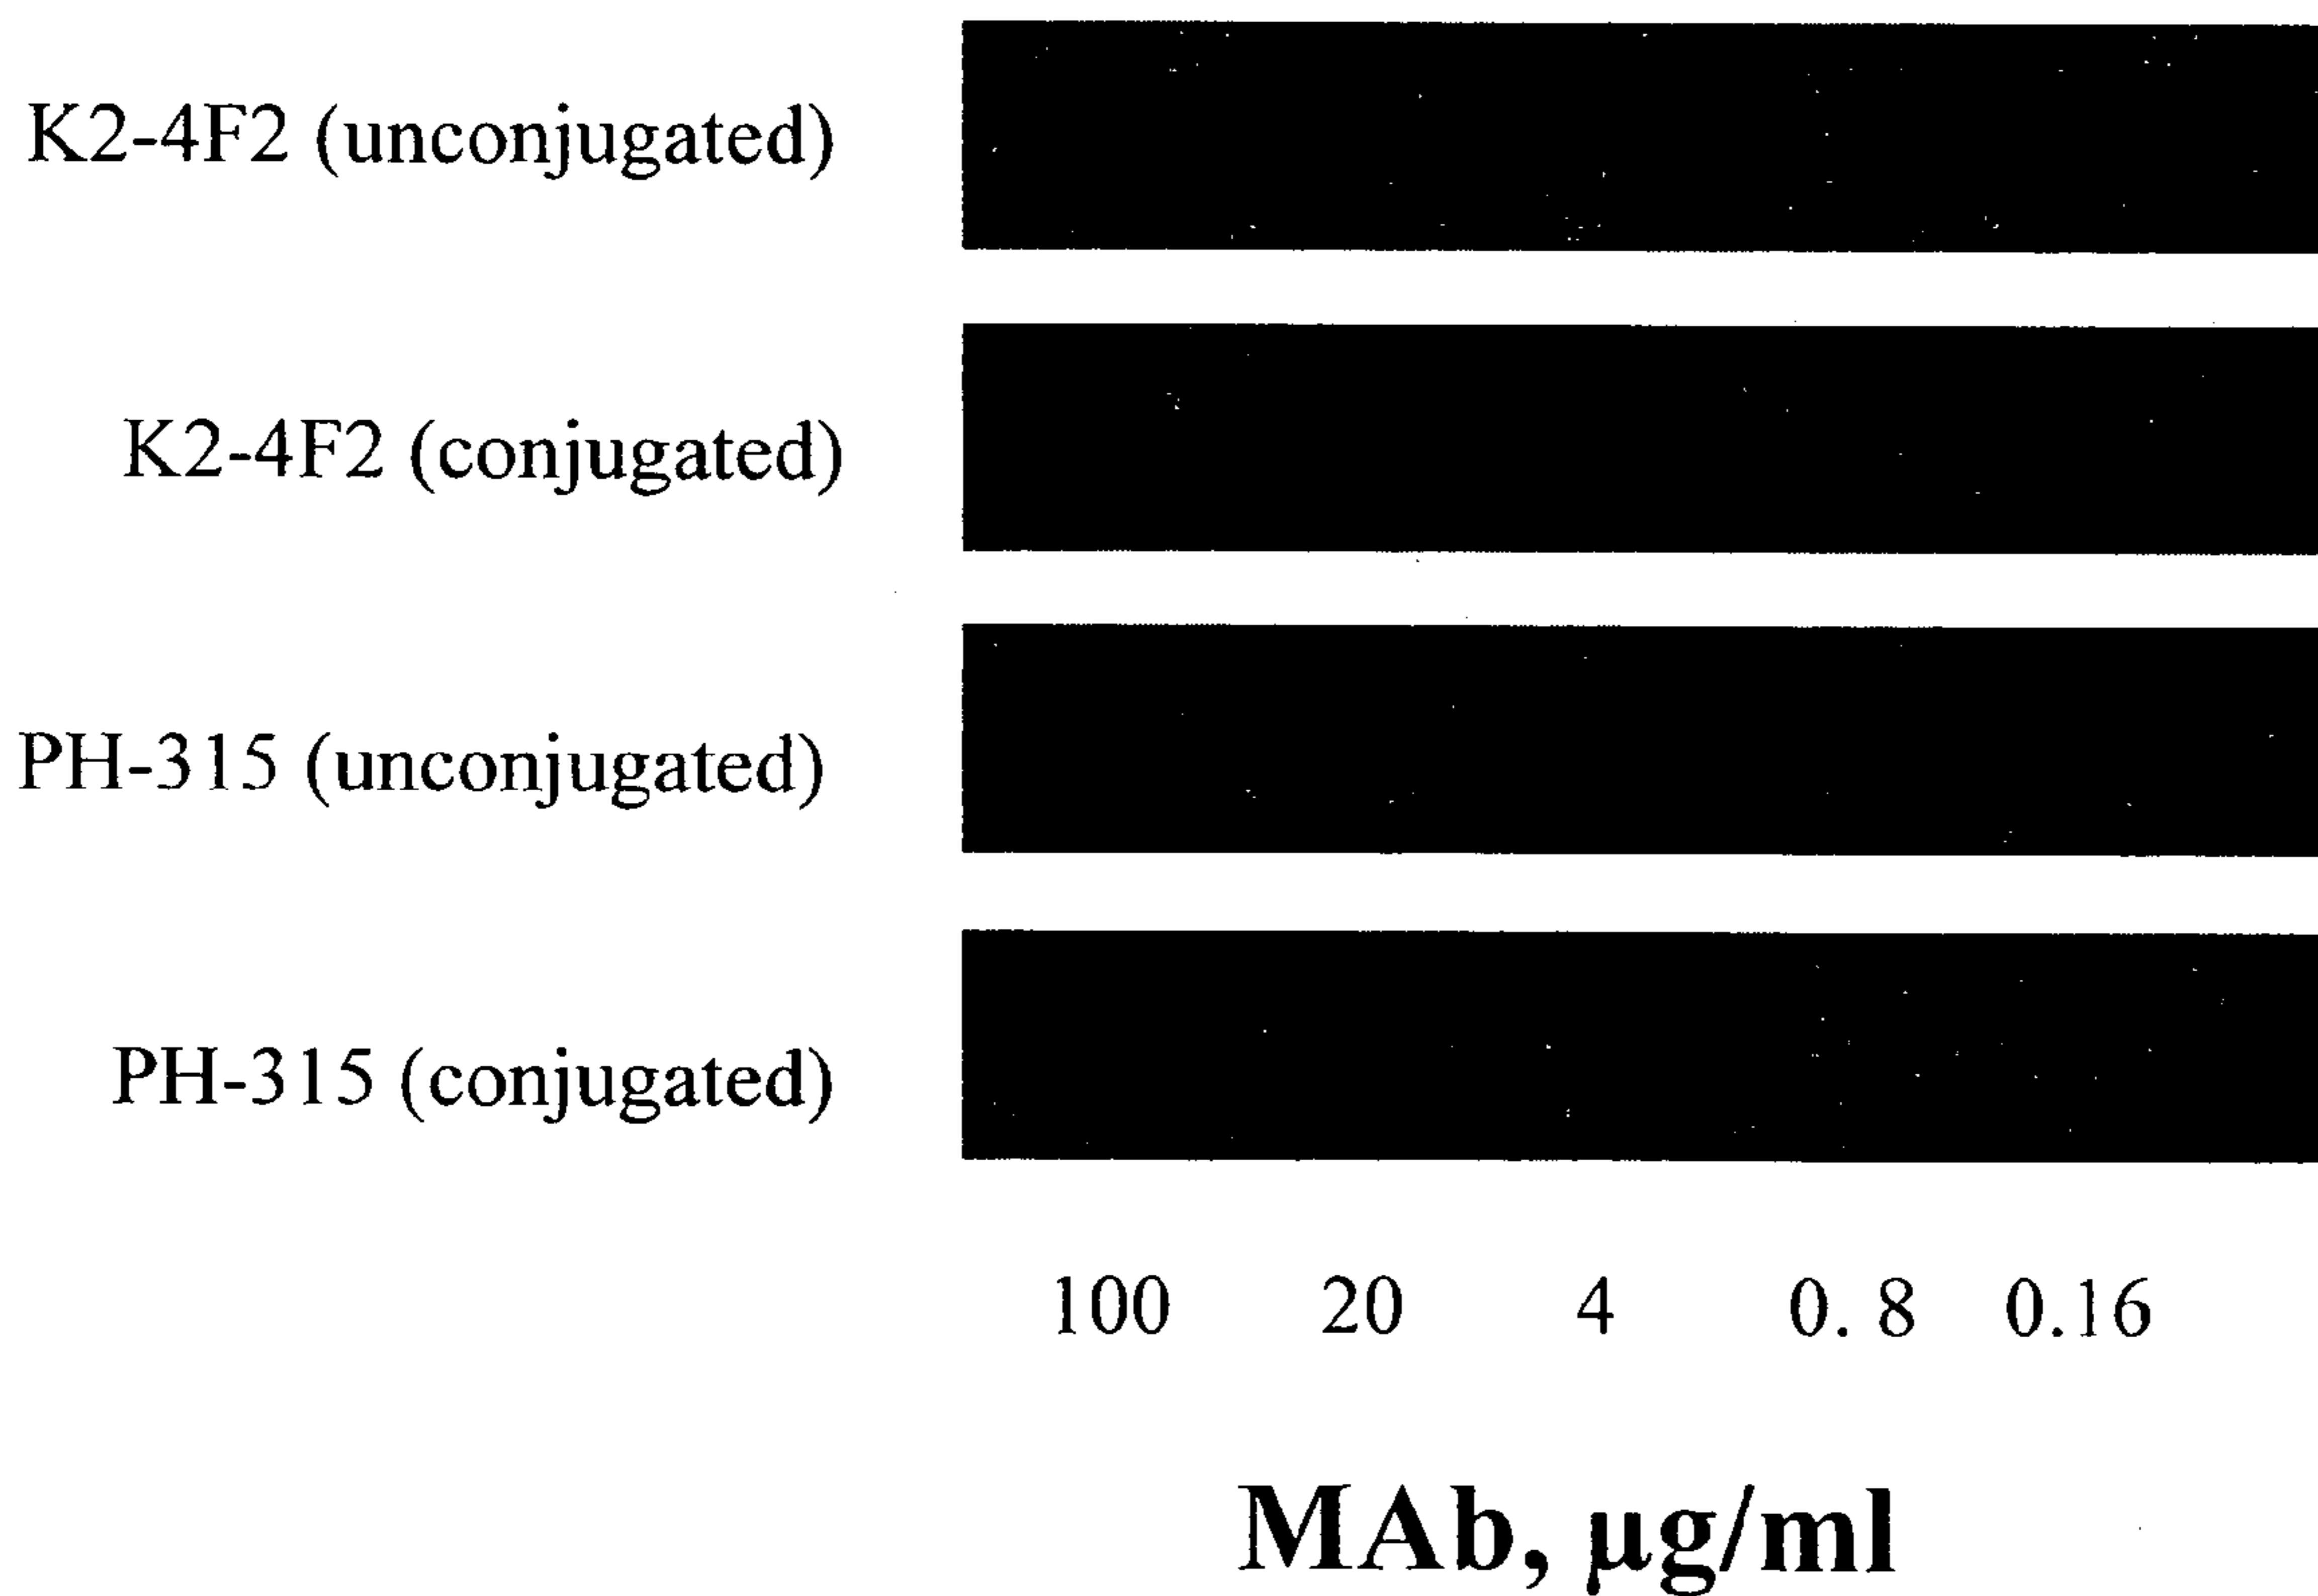 K2-4F2 (unconjugated)
K2-4F2 (conjugated)
PH-315 (unconjugated)
PH-315 (conjugated)
100 20 4 0. 8 0.16
MAb, µg/ml